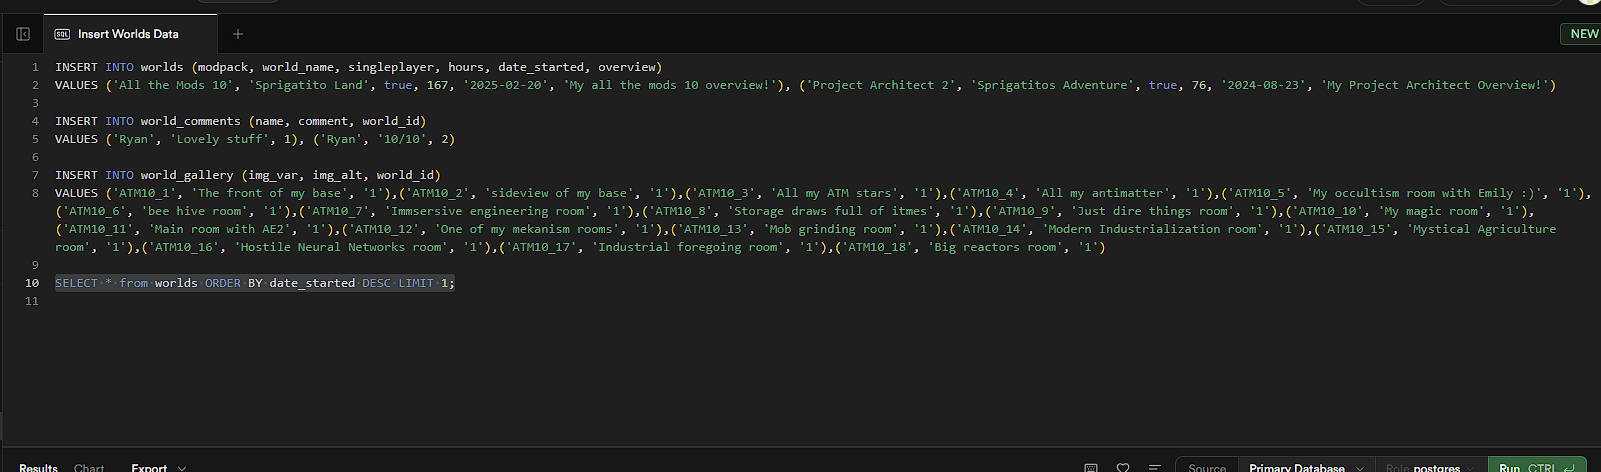 Insert Worlds Data
NEW
1 INSERT INTO worlds (modpack, world_name, singleplayer, hours, date_started, overview)
2 VALUES ('All the Mods 10', 'Sprigatito Land', true, 167, '2025-02-20', 'My all the mods 10 overview!'), ('Project Architect 2', 'Sprigatitos Adventure', true, 76, '2024-08-23', 'My Project Architect Overview!')
3
4 INSERT INTO world_comments (name, comment, world_id)
5 VALUES ('Ryan', 'Lovely stuff', 1), ('Ryan', '10/10', 2)
6
7 INSERT INTO world_gallery (img_var, img_alt, world_id)
8 VALUES ('ATM10_1', 'The front of my base', '1'),('ATM10_2', 'sideview of my base', '1'),('ATM10_3', 'All my ATM stars', '1'),('ATM10_4', 'All my antimatter', '1'),('ATM10_5', 'My occultism room with Emily :)', '1'),
('ATM10_6', 'bee hive room', '1'),('ATM10_7', 'Immsersive engineering room', '1'),('ATM10_8', 'Storage draws full of itmes', '1'),('ATM10_9', 'Just dire things room', '1'),('ATM10_10', 'My magic room', '1'),
('ATM10_11', 'Main room with AE2', '1'),('ATM10_12', 'One of my mekanism rooms', '1'),('ATM10_13', 'Mob grinding room', '1'),('ATM10_14', 'Modern Industrialization room', '1'),('ATM10_15', 'Mystical Agriculture
room', '1'),('ATM10_16', 'Hostile Neural Networks room', '1'),('ATM10_17', 'Industrial foregoing room', '1'),('ATM10_18', 'Big reactors room', '1')
9
10 SELECT * from worlds ORDER BY date_started DESC LIMIT 1;
11
Results Chart Export Source Primary Database Role postgres Run CTRL